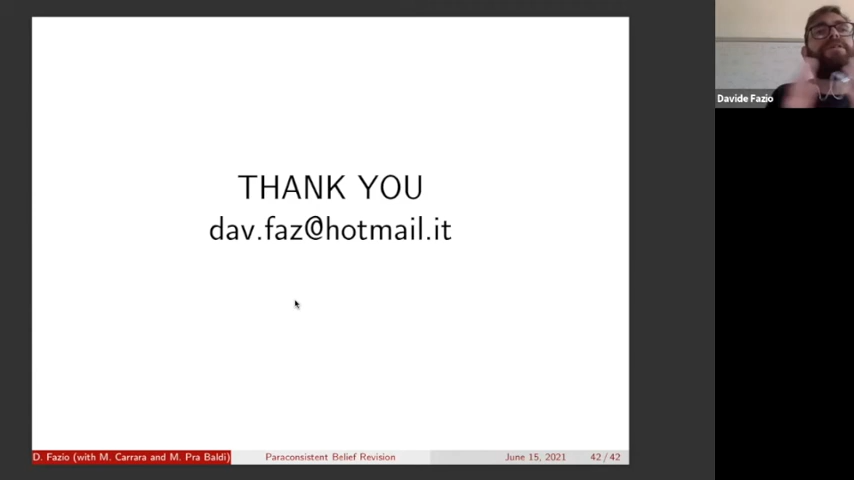 THANK YOU
dav.faz@hotmail.it
Davide Fazio
D. Fazio (with M. Carrara and M. Pra Baldi) Paraconsistent Belief Revision June 15, 2021 42 / 42